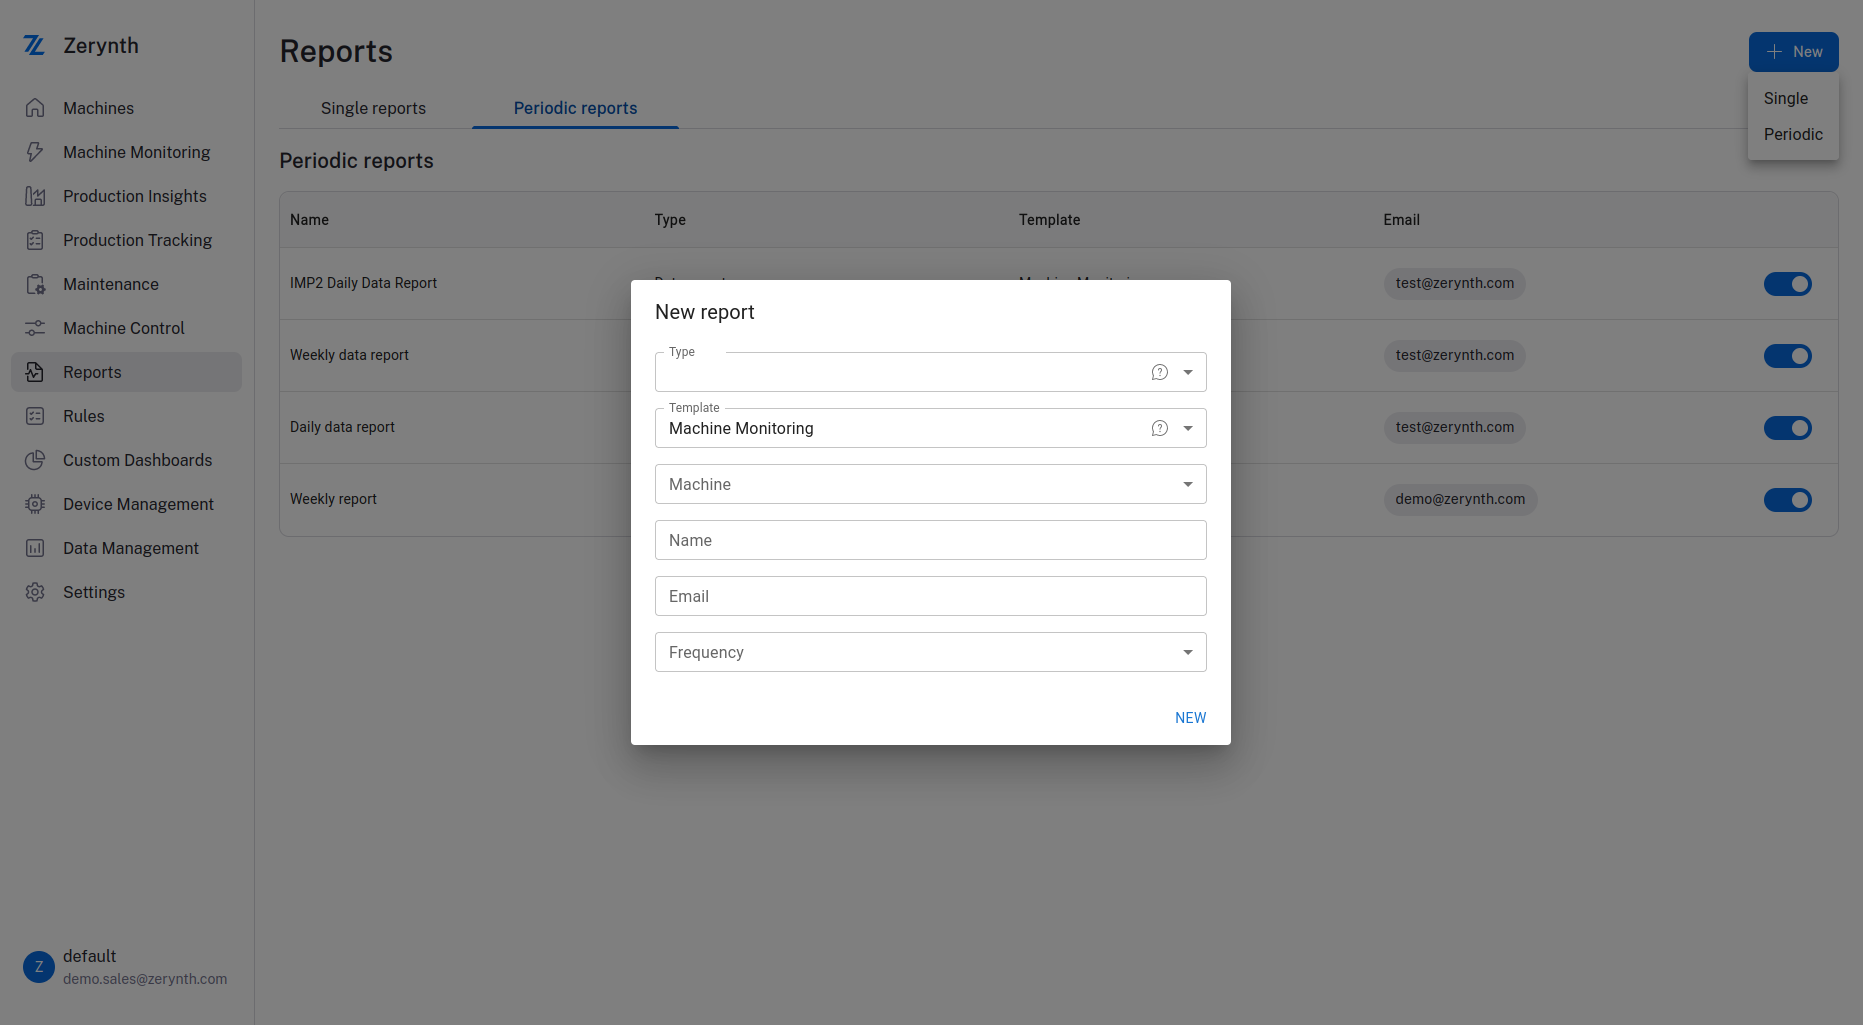 Zerynth
Machines
Machine Monitoring
Production Insights
Production Tracking
Maintenance
Machine Control
Reports
Rules
Custom Dashboards
Device Management
Data Management
Settings
Z
default
demo.sales@zerynth.com
Reports
New
Single
Periodic
Single reports
Periodic reports
Periodic reports
Name Type Template Email
IMP2 Daily Data Report test@zerynth.com
Weekly data report test@zerynth.com
Daily data report test@zerynth.com
Weekly report demo@zerynth.com
New report
Type
Template
Machine Monitoring
Machine
Name
Email
Frequency
NEW